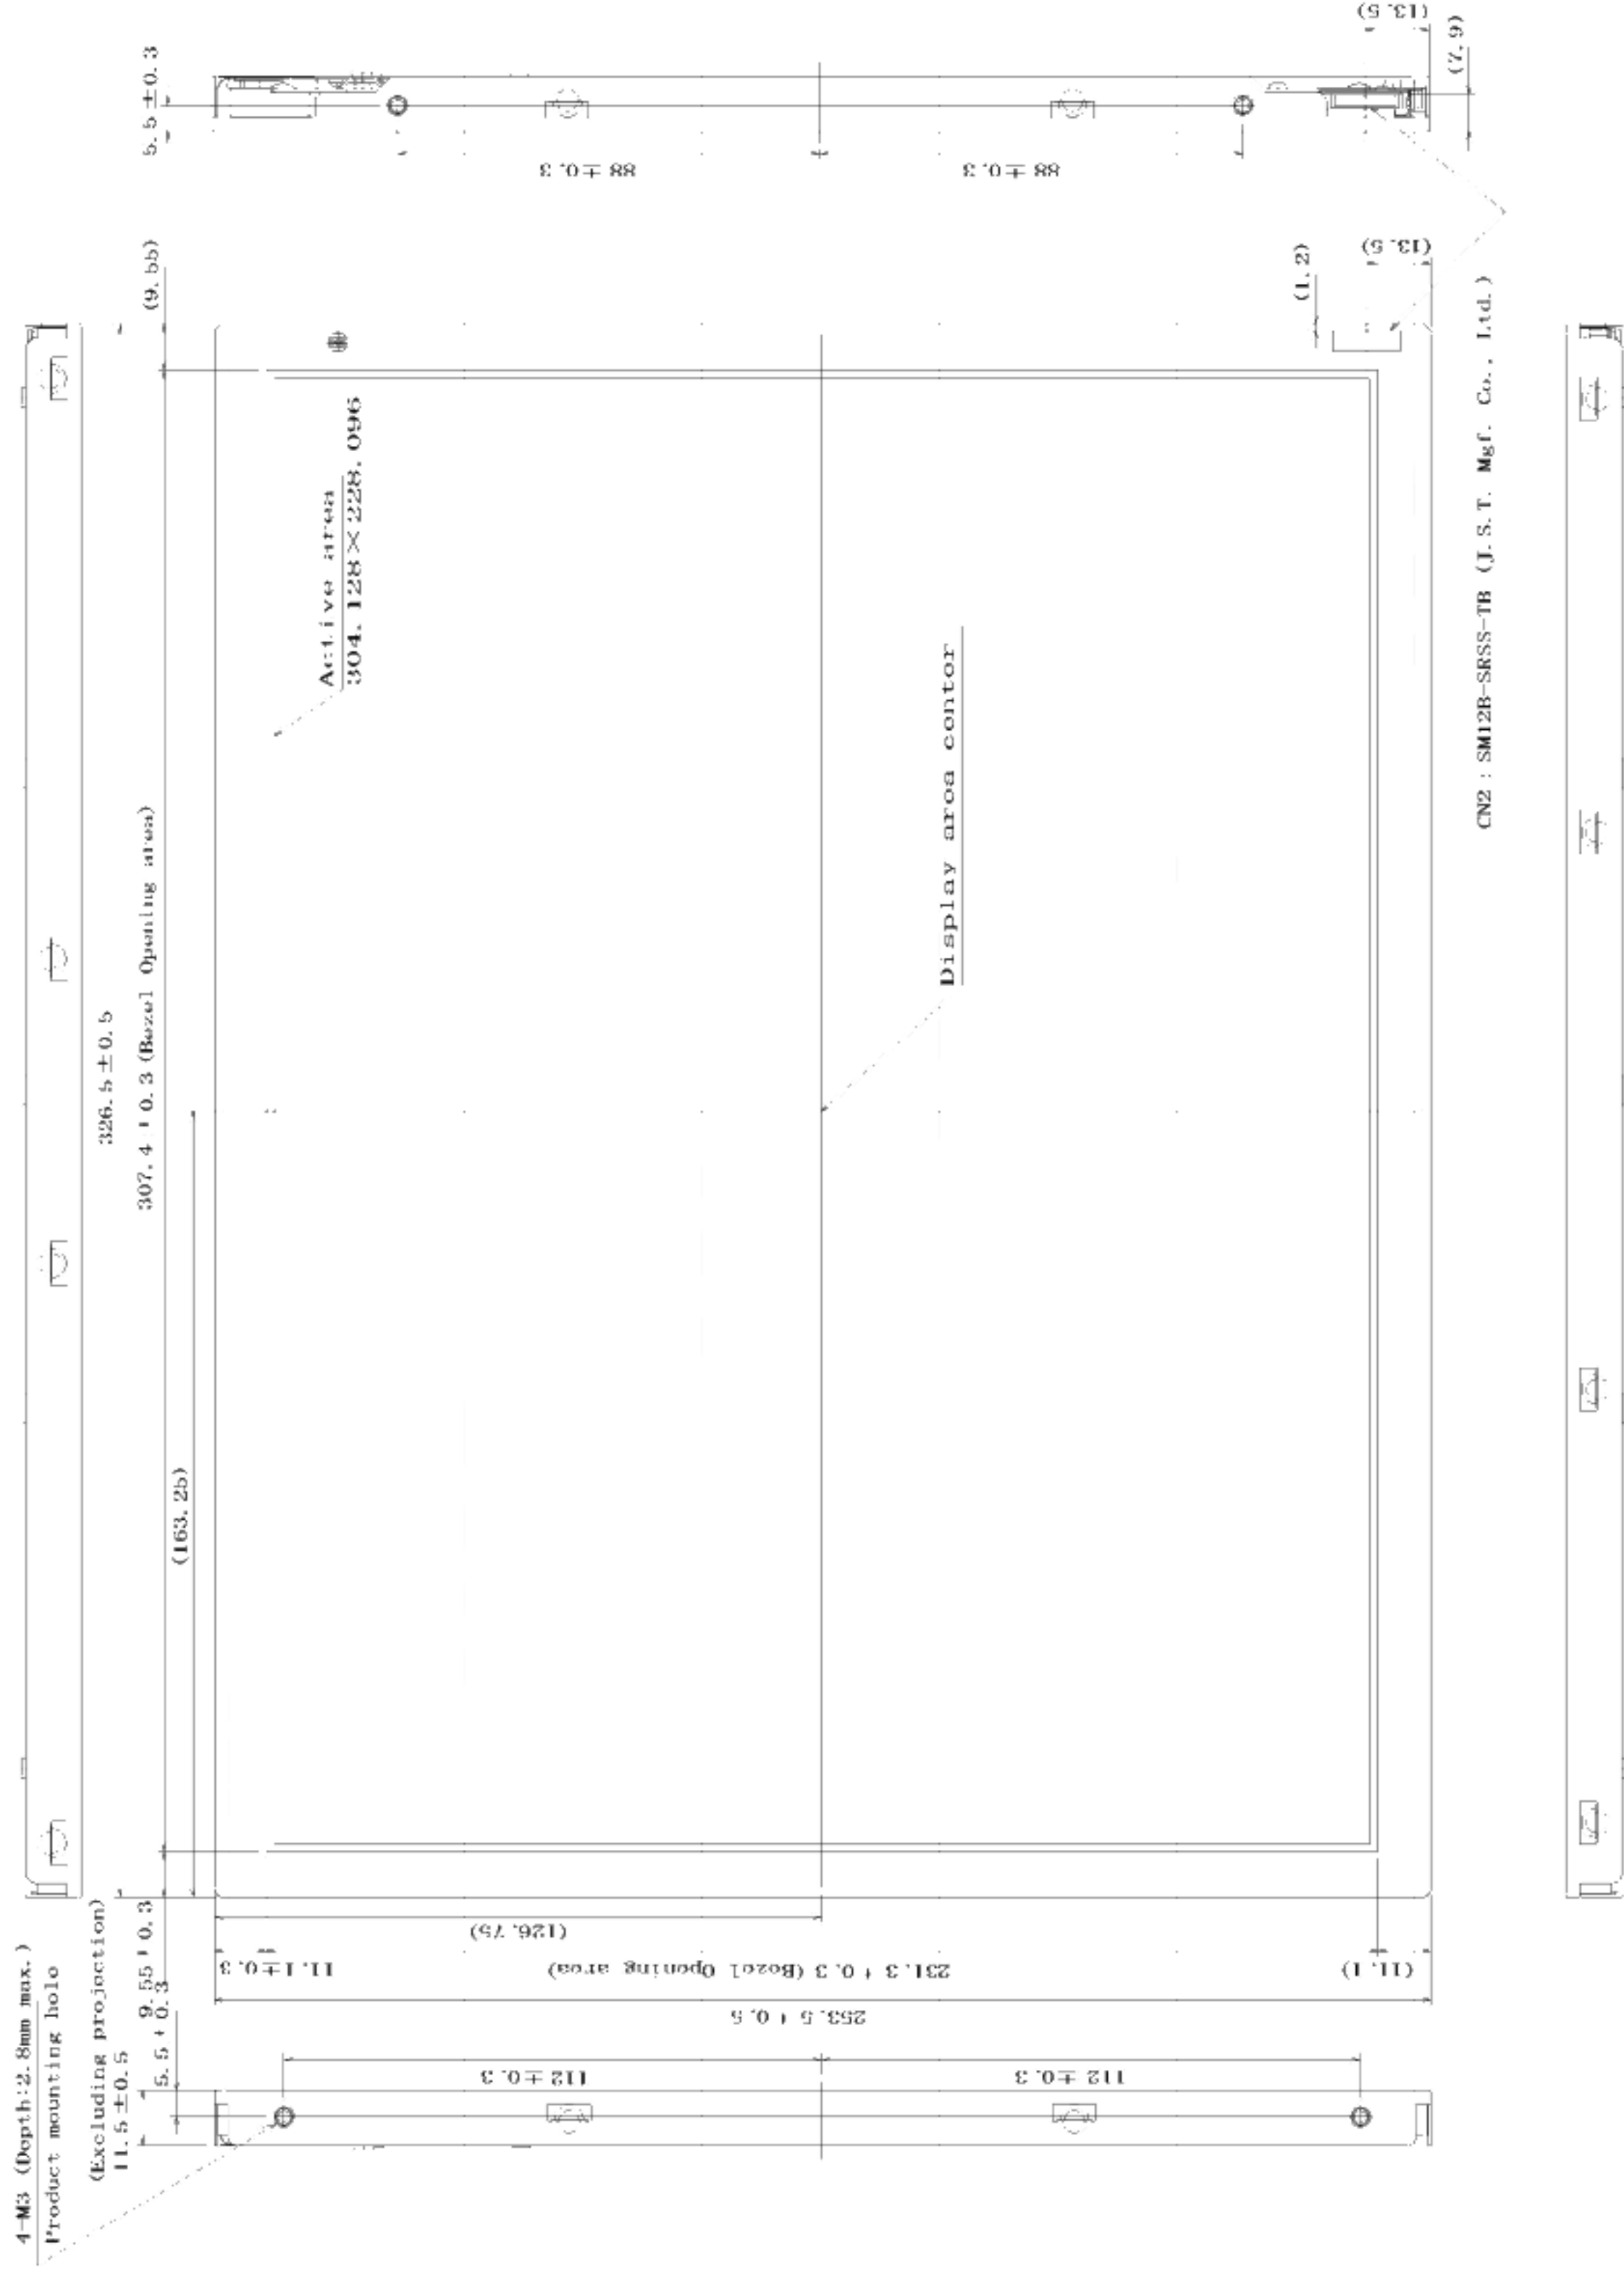 (13.5)
(7.9)
5.5±0.3
88±0.3
88±0.3
(9.55)
(1.2)
(13.5)
Active area
304.128×228.096
Display area center
CN2 : SM12B-SRSS-TB (J.S.T. Mgf. Co., Ltd.)
326.5±0.5
307.4±0.3 (Bezel Opening area)
(163.25)
(126.75)
11.1±0.3
231.3±0.3 (Bezel Opening area)
(11.1)
253.5±0.5
9.55±0.3
5.5±0.3
112±0.3
112±0.3
4-M3 (Depth:2.8mm max.)
Product mounting hole
(Excluding projection)
11.5±0.5